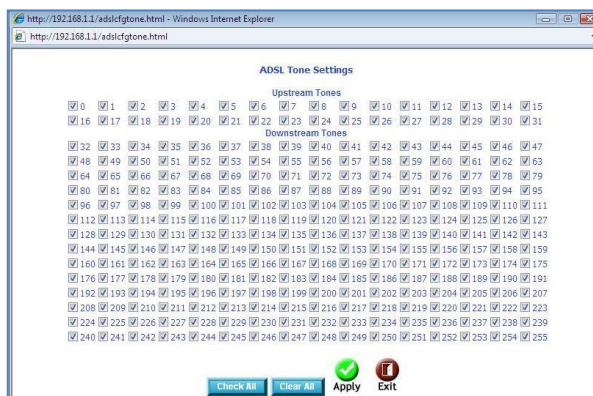 http://192.168.1.1/adslcfgtone.html - Windows Internet Explorer
http://192.168.1.1/adslcfgtone.html
ADSL Tone Settings
Upstream Tones
0 1 2 3 4 5 6 7 8 9 10 11 12 13 14 15
16 17 18 19 20 21 22 23 24 25 26 27 28 29 30 31
Downstream Tones
32 33 34 35 36 37 38 39 40 41 42 43 44 45 46 47
48 49 50 51 52 53 54 55 56 57 58 59 60 61 62 63
64 65 66 67 68 69 70 71 72 73 74 75 76 77 78 79
80 81 82 83 84 85 86 87 88 89 90 91 92 93 94 95
96 97 98 99 100 101 102 103 104 105 106 107 108 109 110 111
112 113 114 115 116 117 118 119 120 121 122 123 124 125 126 127
128 129 130 131 132 133 134 135 136 137 138 139 140 141 142 143
144 145 146 147 148 149 150 151 152 153 154 155 156 157 158 159
160 161 162 163 164 165 166 167 168 169 170 171 172 173 174 175
176 177 178 179 180 181 182 183 184 185 186 187 188 189 190 191
192 193 194 195 196 197 198 199 200 201 202 203 204 205 206 207
208 209 210 211 212 213 214 215 216 217 218 219 220 221 222 223
224 225 226 227 228 229 230 231 232 233 234 235 236 237 238 239
240 241 242 243 244 245 246 247 248 249 250 251 252 253 254 255
Check All Clear All Apply Exit